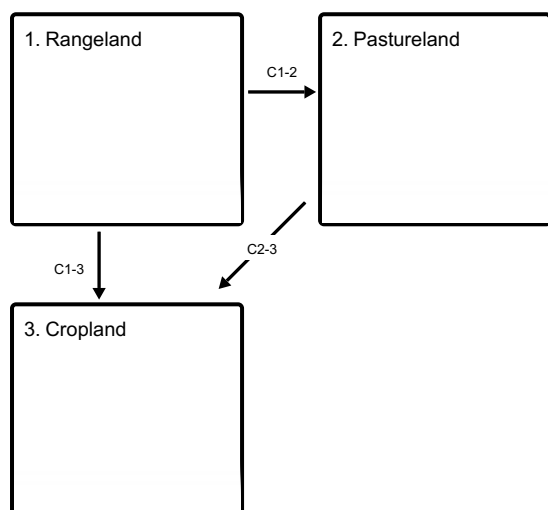 1. Rangeland
2. Pastureland
C1-2
C2-3
C1-3
3. Cropland